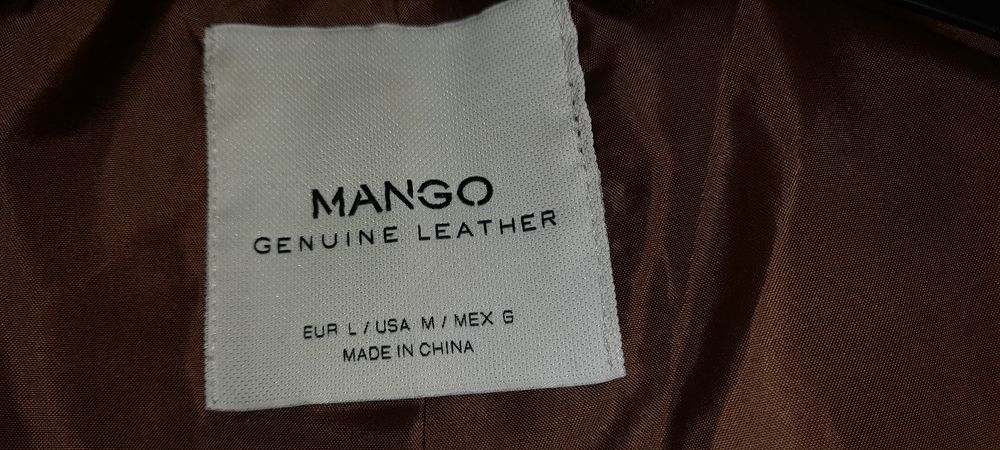 MANGO
GENUINE LEATHER
EUR L / USA M / MEX G
MADE IN CHINA